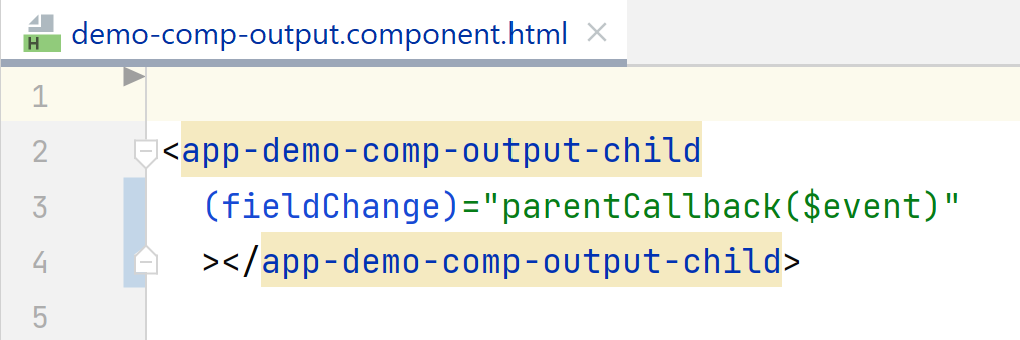 H demo-comp-output.component.html
1
2 <app-demo-comp-output-child
3 (fieldChange)="parentCallback($event)"
4 ></app-demo-comp-output-child>
5